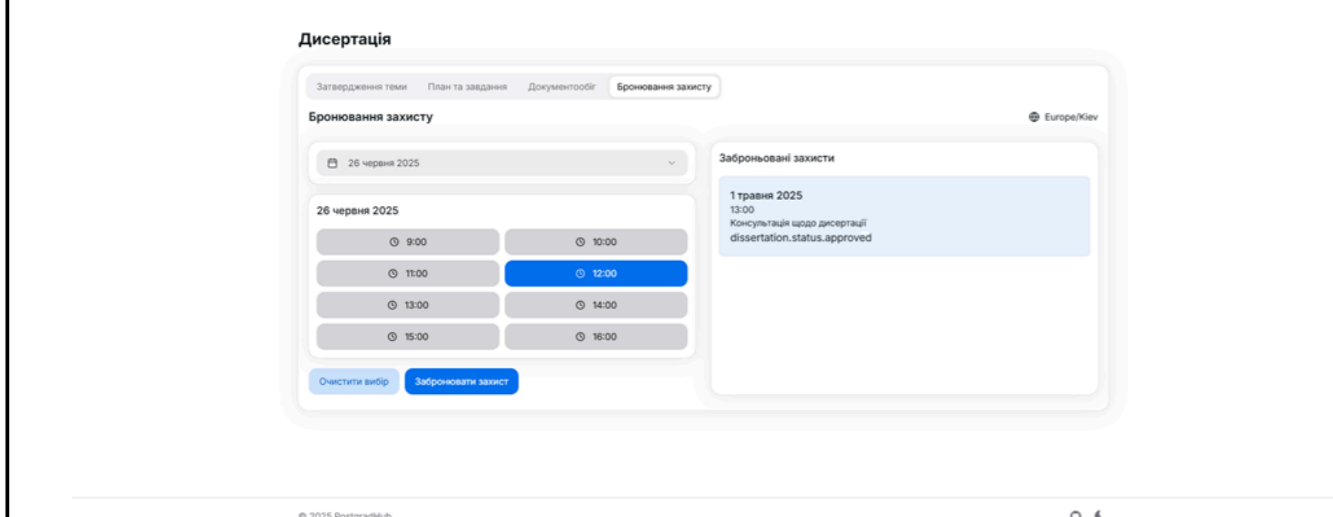 Дисертація
Затвердження теми План та завдання Документообіг Бронювання захисту
Бронювання захисту
Europe/Kiev
26 червня 2025
26 червня 2025
9:00 10:00
11:00 12:00
13:00 14:00
15:00 16:00
Очистити вибір Забронювати захист
Заброньовані захисти
1 травня 2025
13:00
Консультація щодо дисертації
dissertation.status.approved
© 2025 PostgradHub